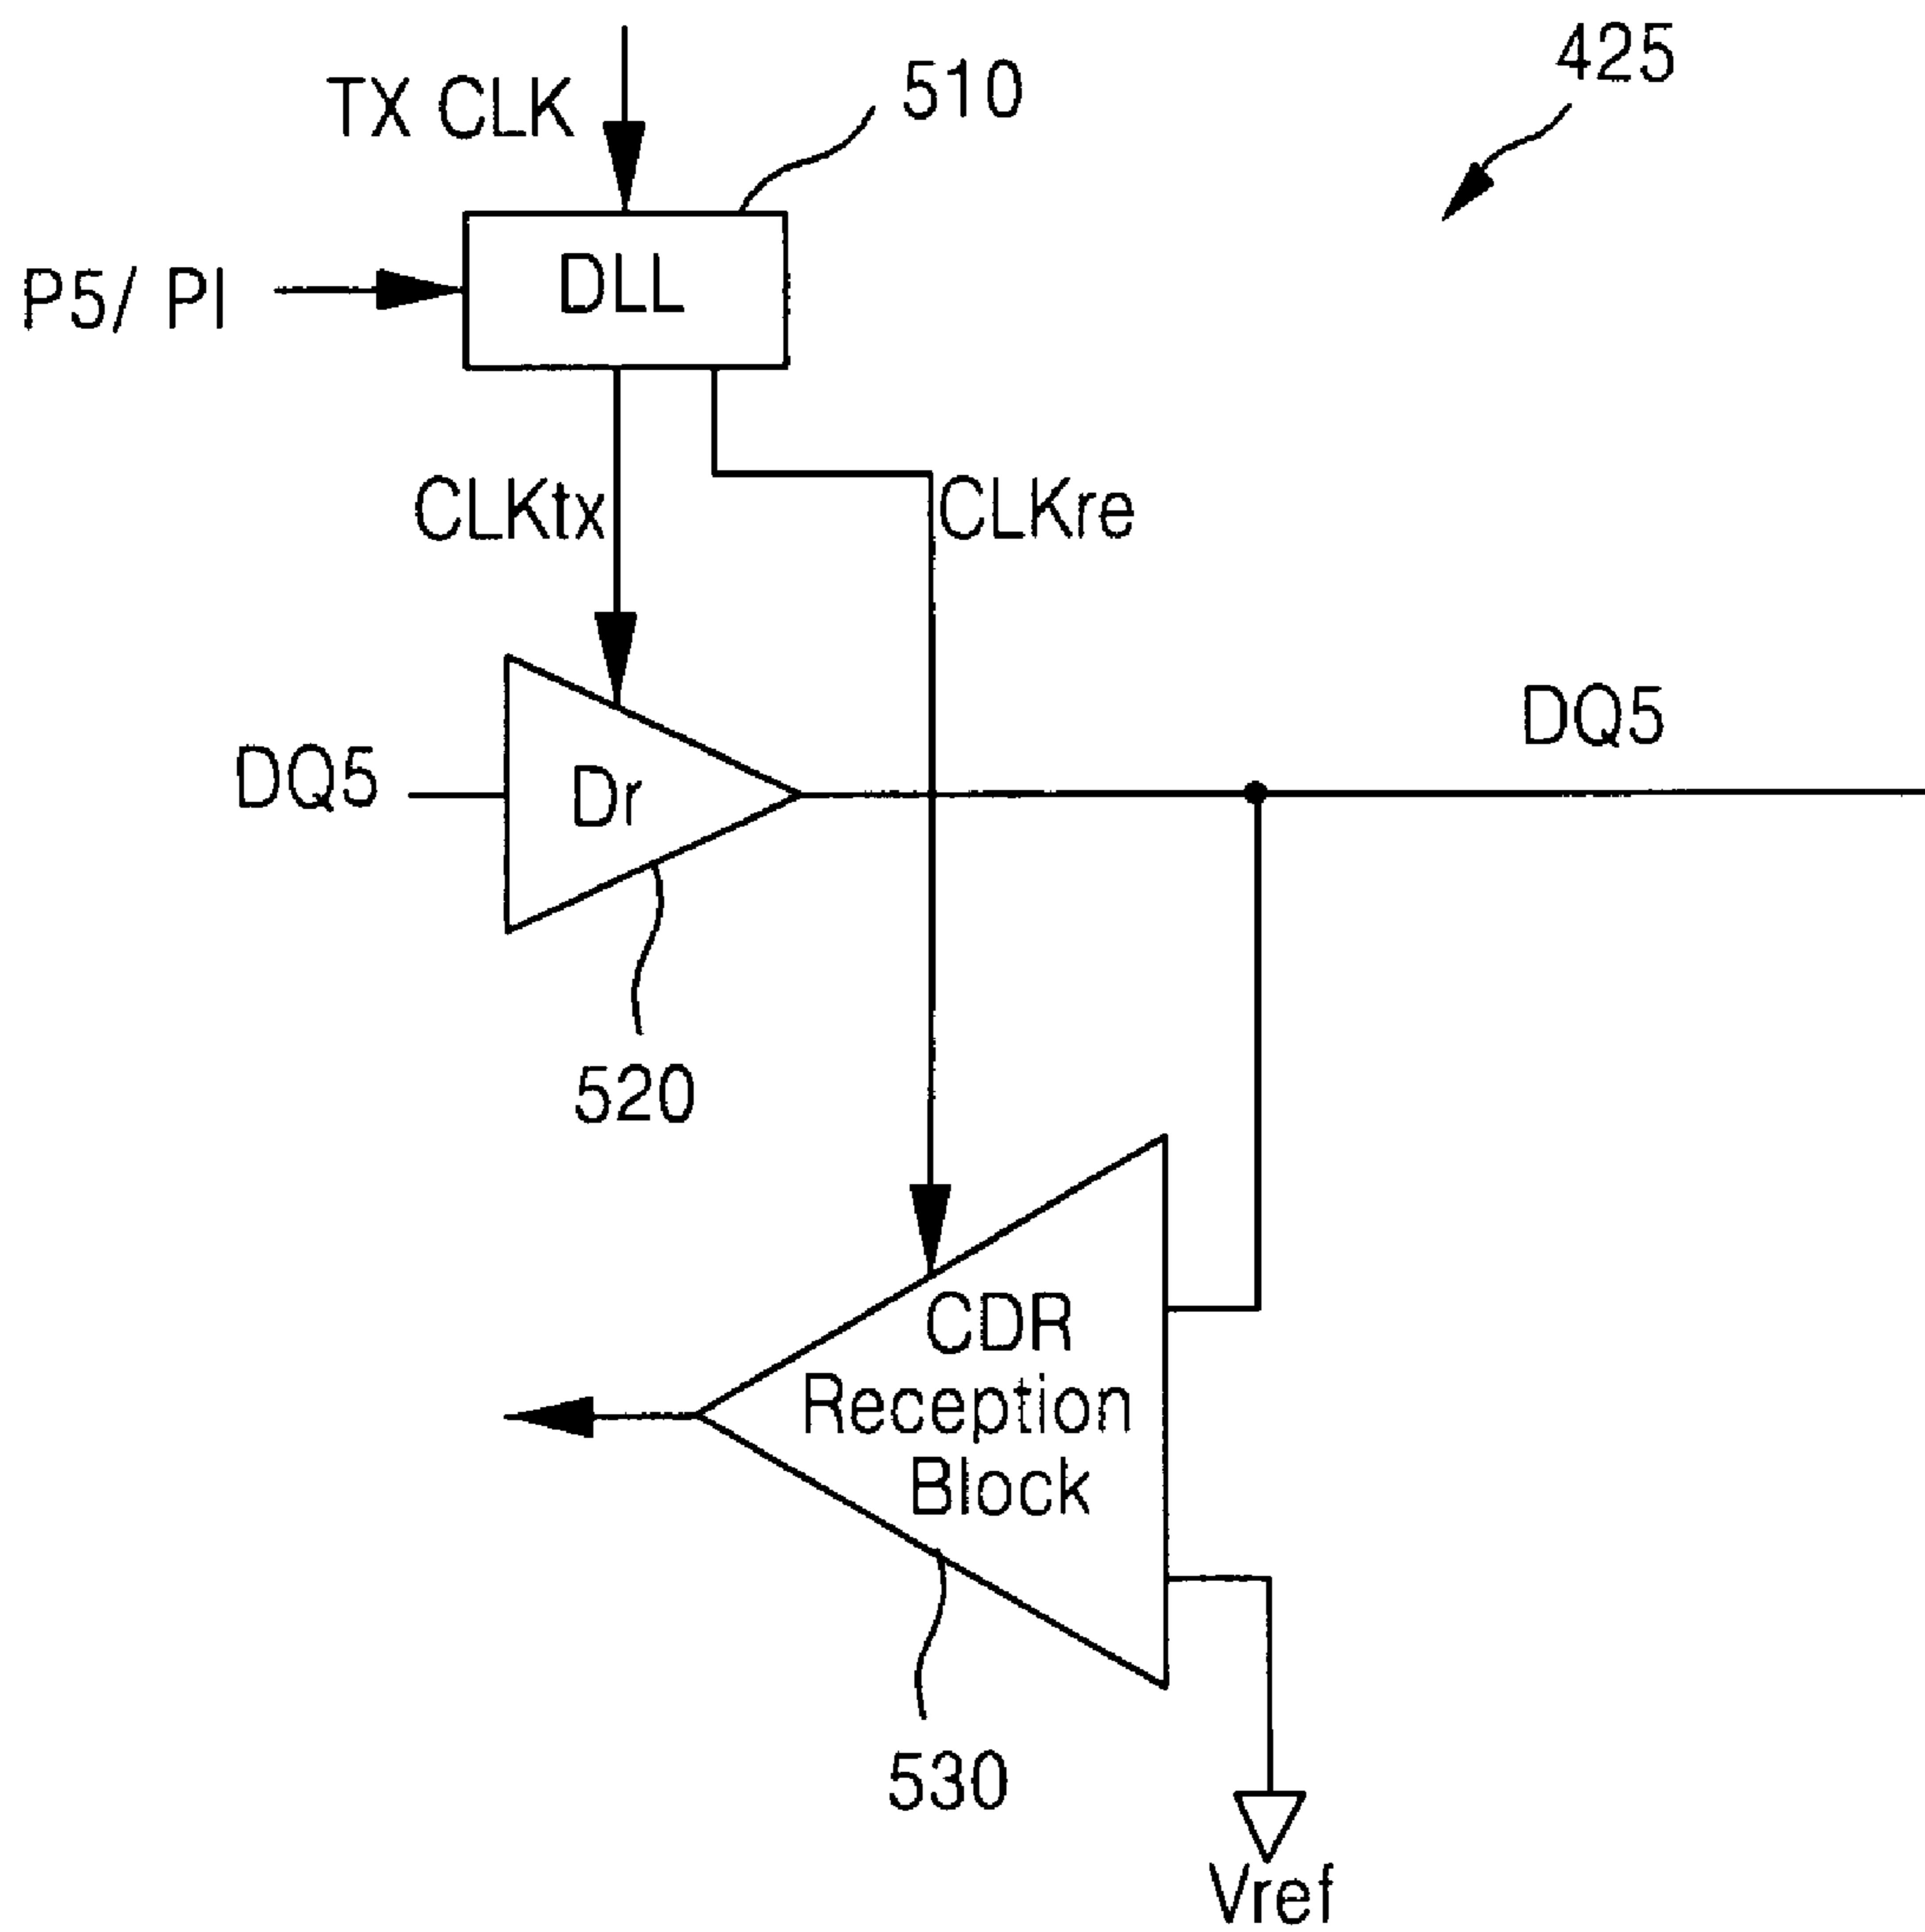 425
510
TX CLK
DLL
P5/ PI
CLKtx
CLKre
DQ5
DQ5
Dr
520
CDR
Reception
Block
530
Vref